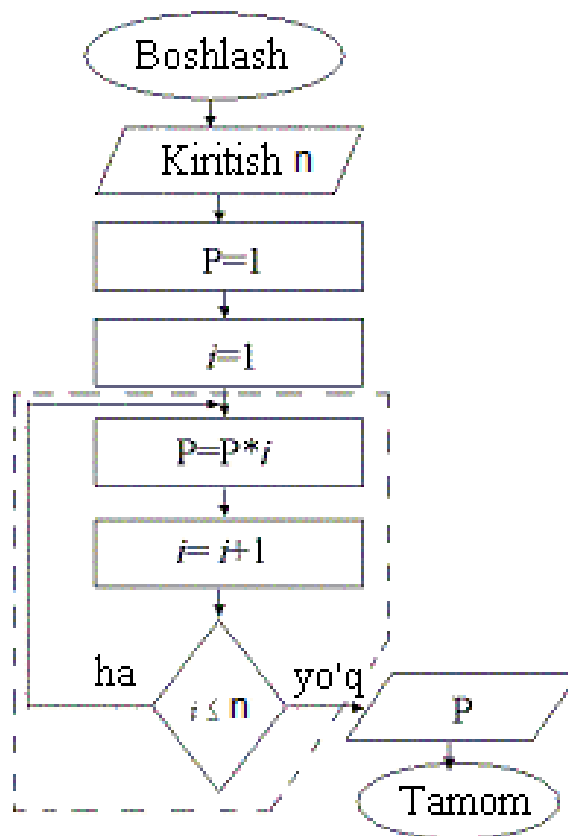 Boshlash
Kiritish n
P=1
i=1
P=P*i
i= i+1
ha
i ≤ n
yo'q
P
Tamom